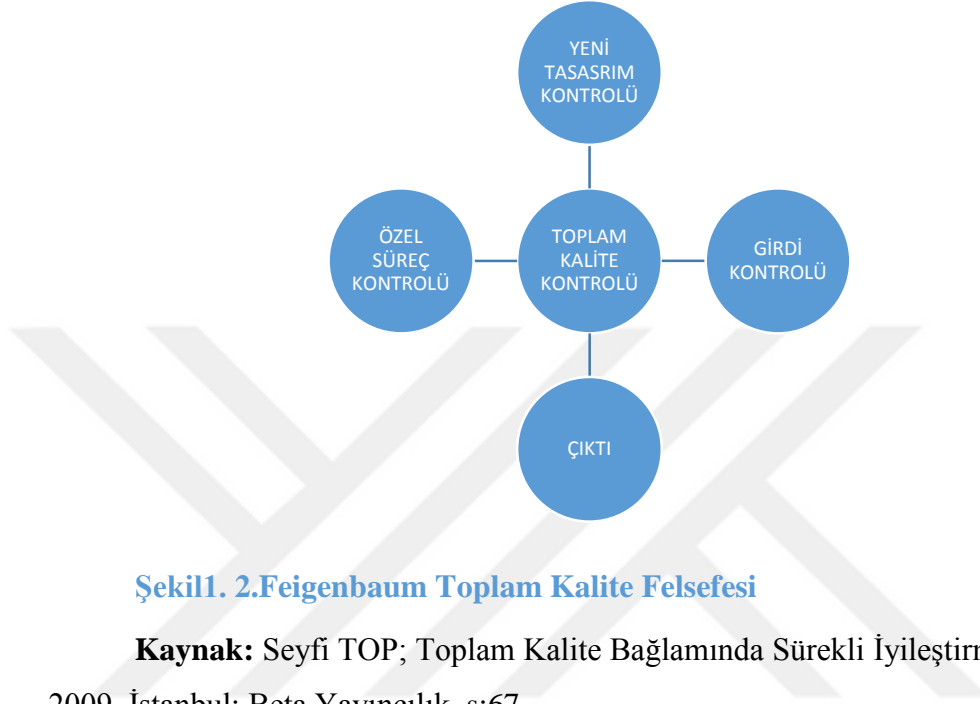 YENİ
TASASRIM
KONTROLÜ
ÖZEL
SÜREÇ
KONTROLÜ
TOPLAM
KALİTE
KONTROLÜ
GİRDİ
KONTROLÜ
ÇIKTI
Şekil1. 2.Feigenbaum Toplam Kalite Felsefesi
Kaynak: Seyfi TOP; Toplam Kalite Bağlamında Sürekli
2009, İstanbul: Beta Yayıncılık, s:67